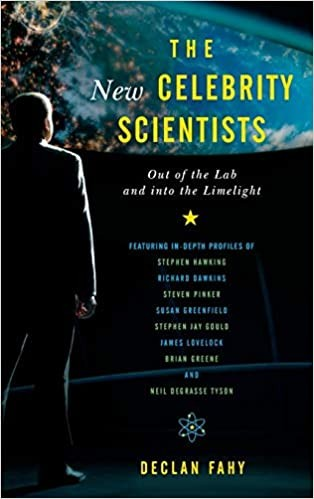 THE
New CELEBRITY
SCIENTISTS
Out of the Lab
and into the Limelight
FEATURING IN-DEPTH PROFILES OF
STEPHEN HAWKING
RICHARD DAWKINS
STEVEN PINKER
SUSAN GREENFIELD
STEPHEN JAY GOULD
JAMES LOVELOCK
BRIAN GREENE
AND
NEIL DEGRASSE TYSON
DECLAN FAHY